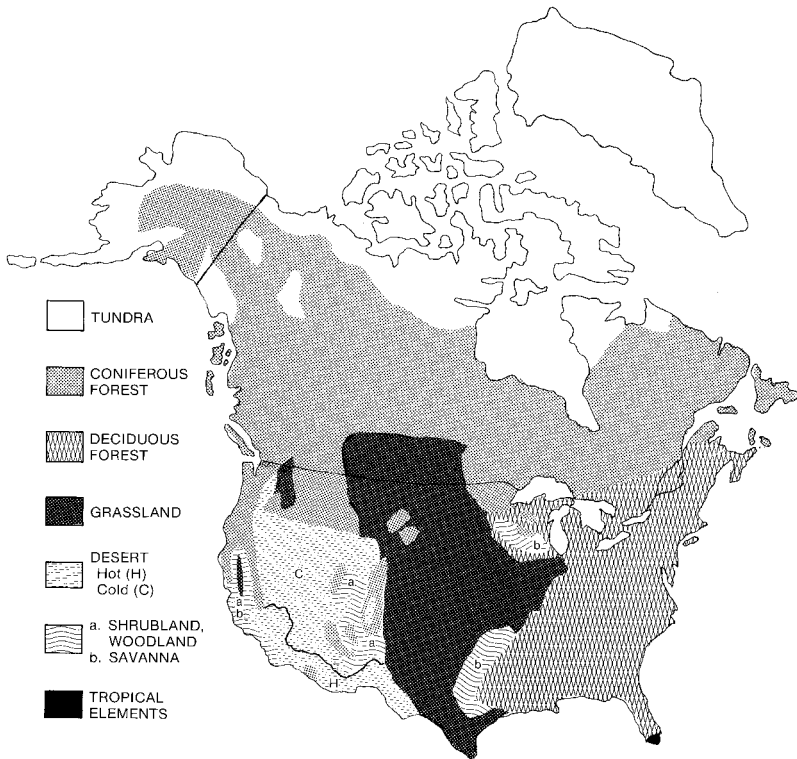 TUNDRA
CONIFEROUS
FOREST
DECIDUOUS
FOREST
GRASSLAND
DESERT
Hot (H)
Cold (C)
a. SHRUBLAND,
WOODLAND
b. SAVANNA
TROPICAL
ELEMENTS
b
C
a
a
b
a
b
H